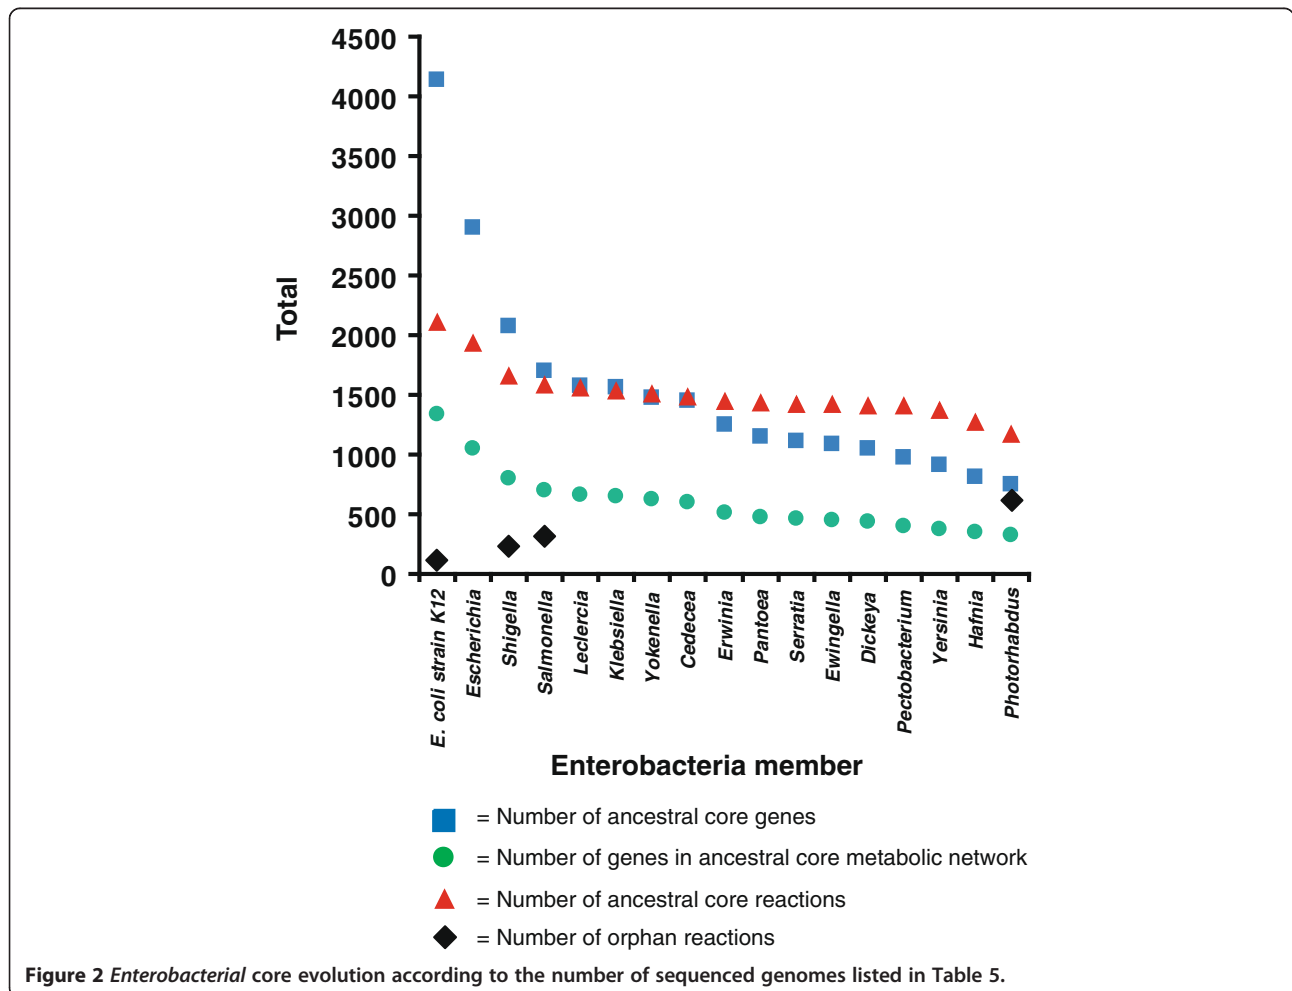 4500
4000
3500
3000
2500
2000
1500
1000
500
0
Total
E. coli strain K12
Escherichia
Shigella
Salmonella
Leclercia
Klebsiella
Yokenella
Cedecea
Erwinia
Pantoea
Serratia
Ewingella
Dickeya
Pectobacterium
Yersinia
Hafnia
Photorhabdus
Enterobacteria member
= Number of ancestral core genes
= Number of genes in ancestral core metabolic network
= Number of ancestral core reactions
= Number of orphan reactions
Figure 2 Enterobacterial core evolution according to the number of sequenced genomes listed in Table 5.